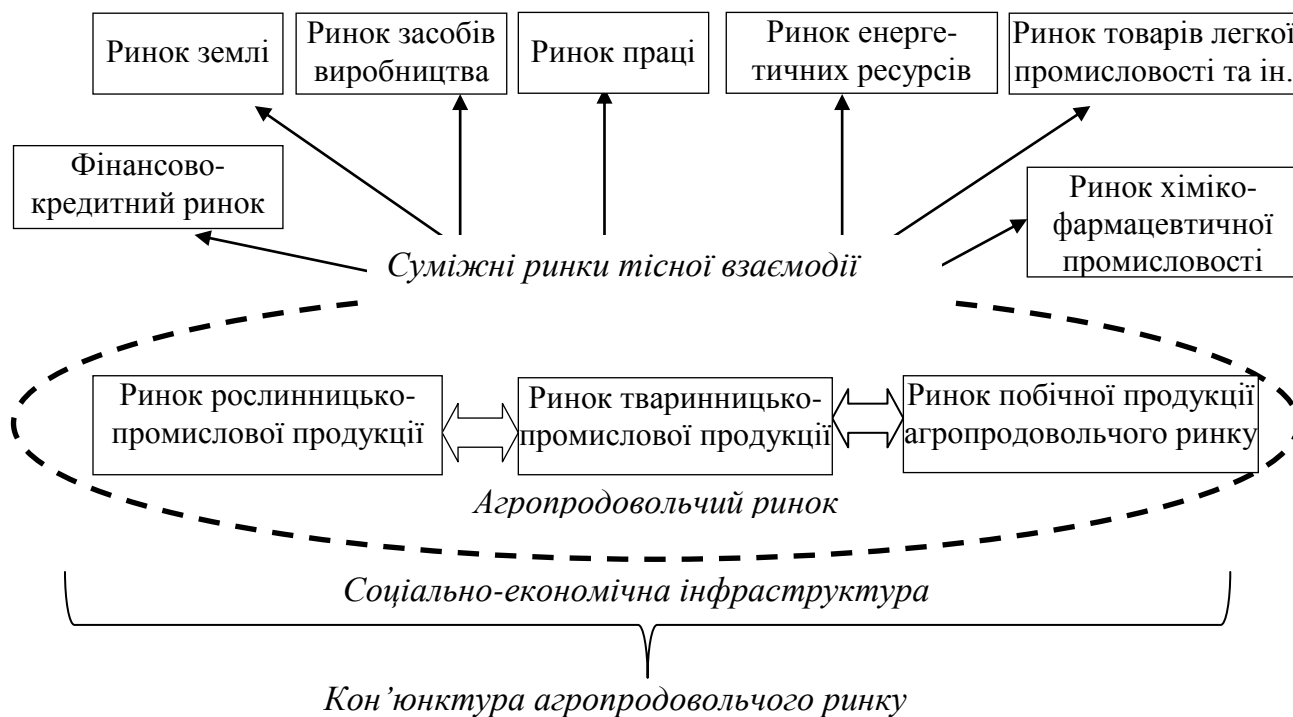 Ринок землі
Ринок засобів
виробництва
Ринок праці
Ринок енерге-
тичних ресурсів
Ринок товарів легкої
промисловості та ін.
Фінансово-
кредитний ринок
Ринок хіміко-
фармацевтичної
промисловості
Суміжні ринки тісної взаємодії
Ринок рослинницько-
промислової продукції
Ринок тваринницько-
промислової продукції
Ринок побічної продукції
агропродовольчого ринку
Агропродовольчий ринок
Соціально-економічна інфраструктура
Кон’юнктура агропродовольчого ринку